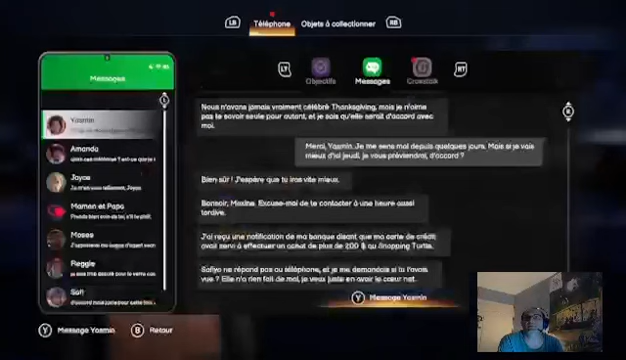 LB Téléphone Objets à collectionner RB
Messages
LT RT
Objectifs Messages Crosstalk
Yasmin
Amanda
Joyce
Maman et Papa
Moses
Reggie
Safi
Nous n'avons jamais vraiment célébré Thanksgiving, mais je n'aime
pas te savoir seule pour autant, et je sais qu'elle serait d'accord avec
moi.
Merci, Yasmin. Je me sens mal depuis quelques jours. Mais si je vais
mieux d'ici jeudi, je vous préviendrai, d'accord ?
Bien sûr ! J'espère que tu iras vite mieux.
Bonsoir, Maxine. Excuse-moi de te contacter à une heure aussi
tardive.
J'ai reçu une notification de ma banque disant que ma carte de crédit
avait servi à effectuer un achat de plus de 200 $ au Snapping Turtle.
Safiya ne répond pas au téléphone, et je me demandais si tu l'avais
vue ? Elle n'a rien fait de mal, je veux juste en avoir le cœur net.
Y Message Yasmin
Y Message Yasmin B Retour